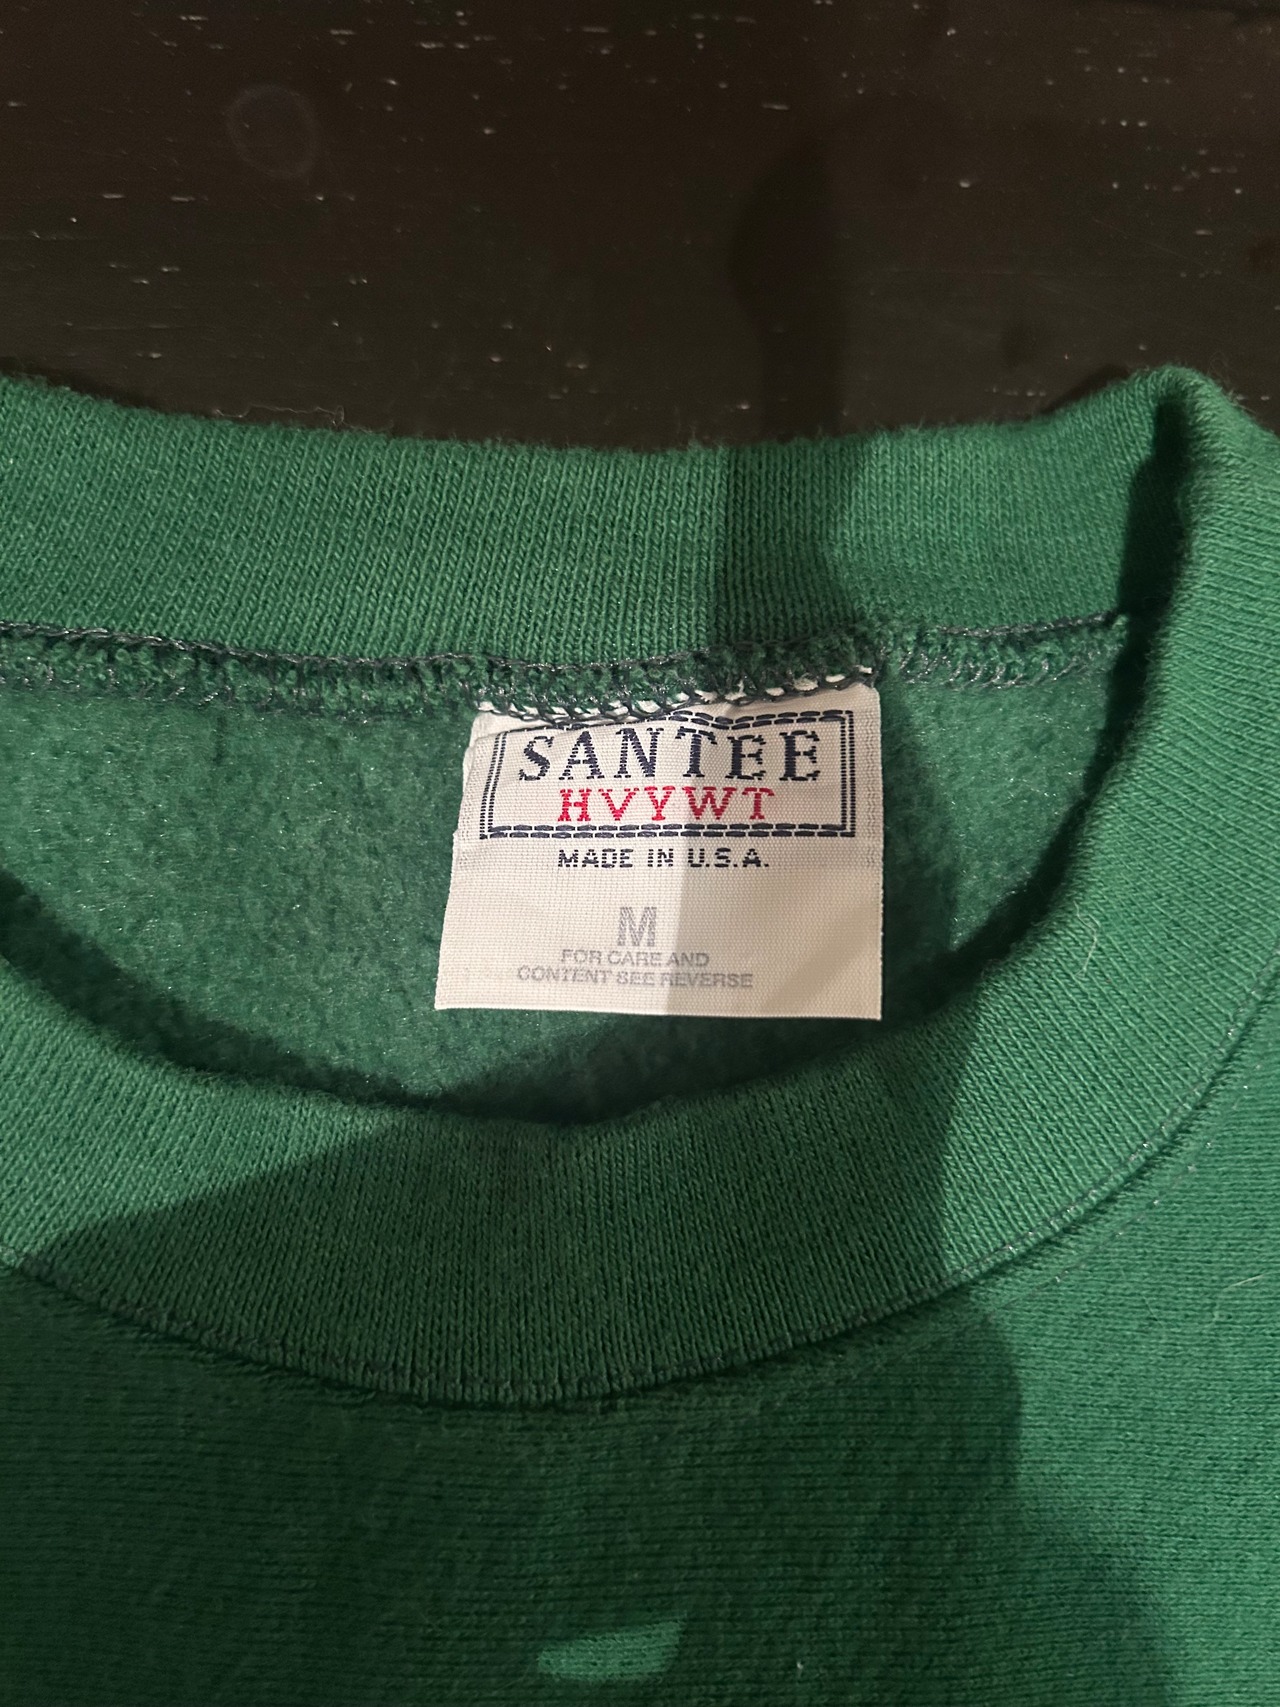 SANTEE
HVYWT
MADE IN U.S.A.
M
FOR CARE AND
CONTENT SEE REVERSE